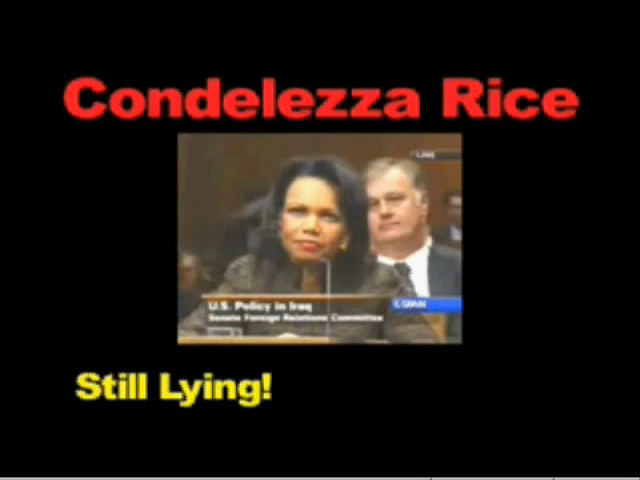 Condelezza Rice
LIVE
U.S. Policy in Iraq
C-SPAN
Senate Foreign Relations Committee
Still Lying!